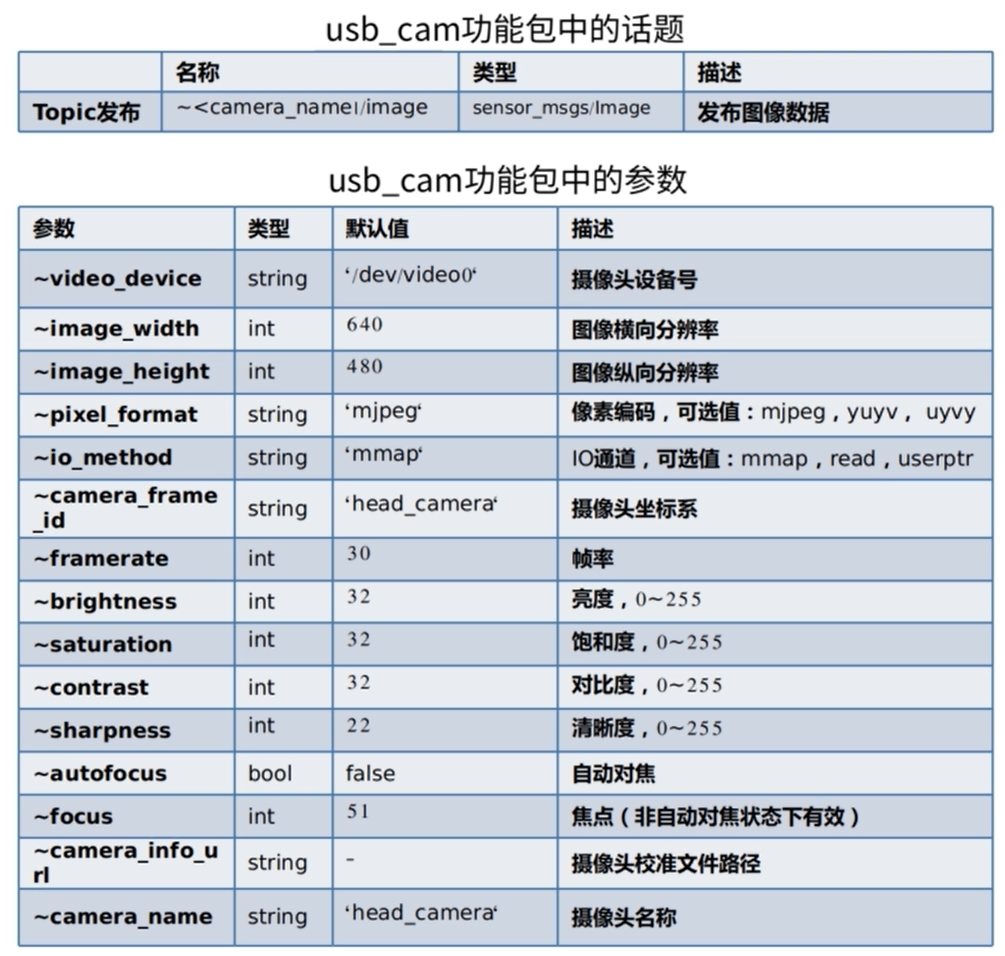 usb_cam功能包中的话题
名称 类型 描述
Topic发布 ~<camera_name|/image sensor_msgs/Image 发布图像数据
usb_cam功能包中的参数
参数 类型 默认值 描述
~video_device string ‘/dev/video0‘ 摄像头设备号
~image_width int 640 图像横向分辨率
~image_height int 480 图像纵向分辨率
~pixel_format string ‘mjpeg‘ 像素编码，可选值：mjpeg，yuyv， uyvy
~io_method string ‘mmap‘ IO通道，可选值：mmap，read，userptr
~camera_frame
_id string ‘head_camera‘ 摄像头坐标系
~framerate int 30 帧率
~brightness int 32 亮度，0~255
~saturation int 32 饱和度，0~255
~contrast int 32 对比度，0~255
~sharpness int 22 清晰度，0~255
~autofocus bool false 自动对焦
~focus int 51 焦点（非自动对焦状态下有效）
~camera_info_u
rl string – 摄像头校准文件路径
~camera_name string ‘head_camera‘ 摄像头名称